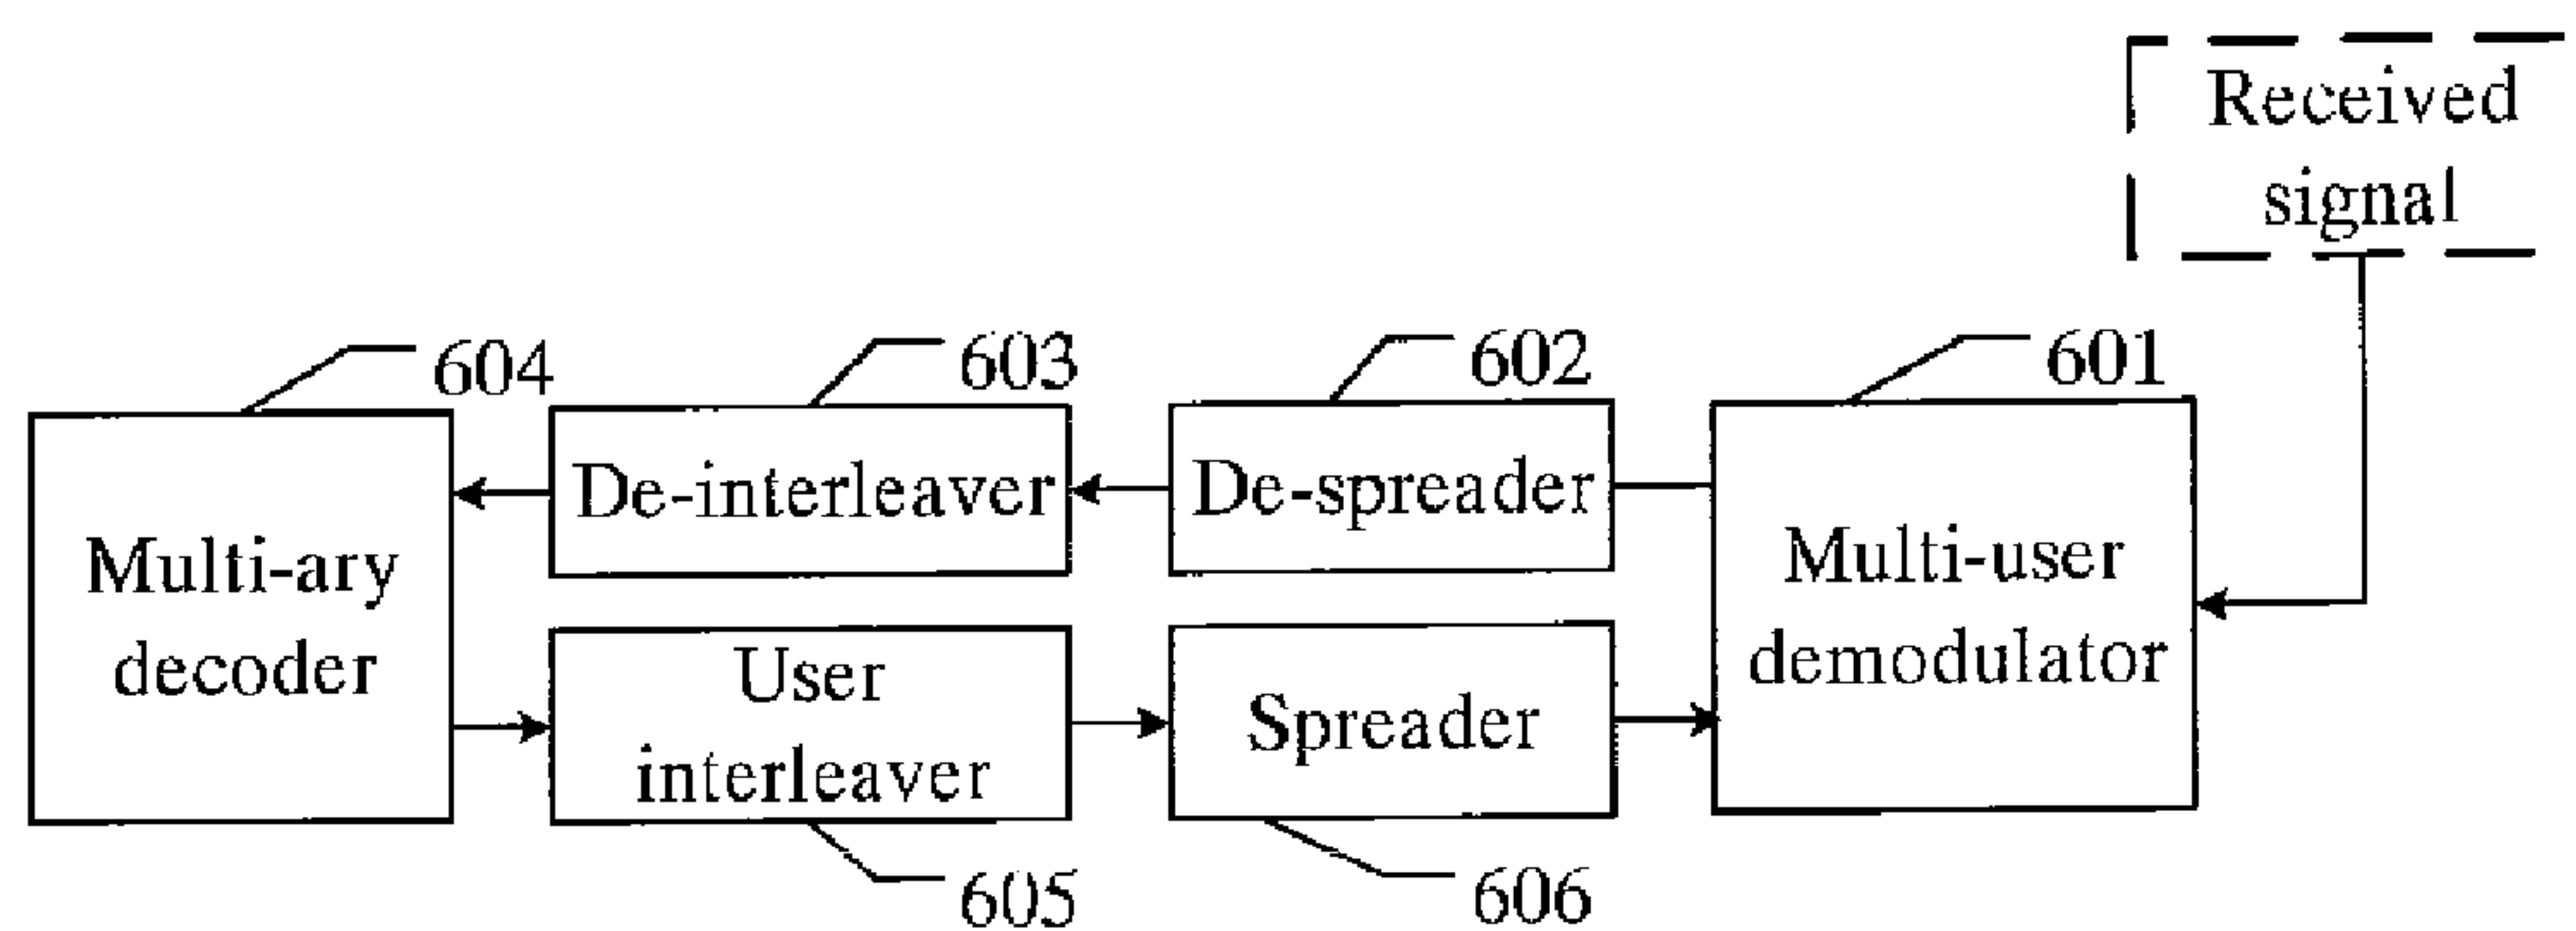 Received
signal
604
603
602
601
De-interleaver
De-spreader
Multi-ary
decoder
Multi-user
demodulator
User
interleaver
Spreader
605
606